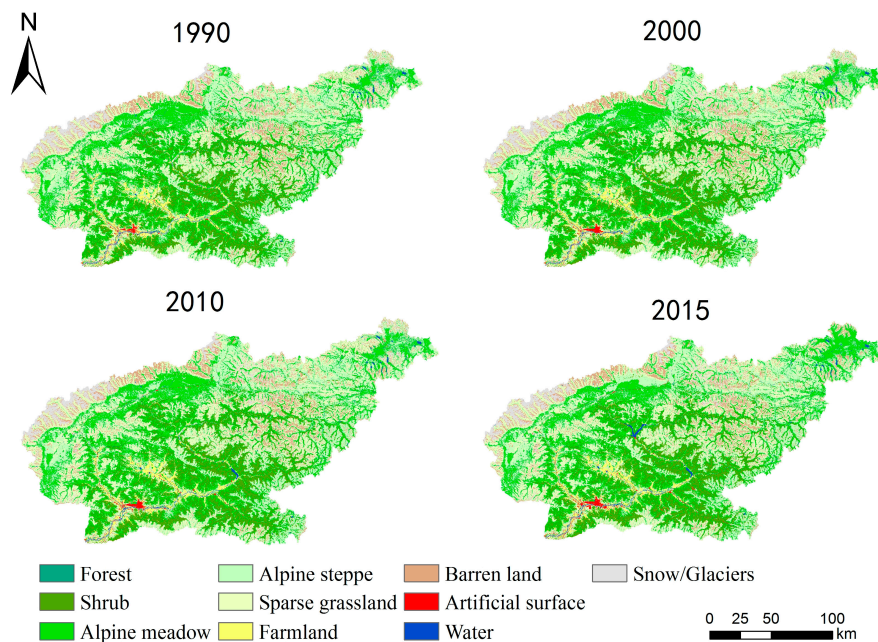 N
1990
2000
2010
2015
Forest
Alpine steppe
Barren land
Snow/Glaciers
Shrub
Sparse grassland
Artificial surface
Alpine meadow
Farmland
Water
0 25 50 100
km